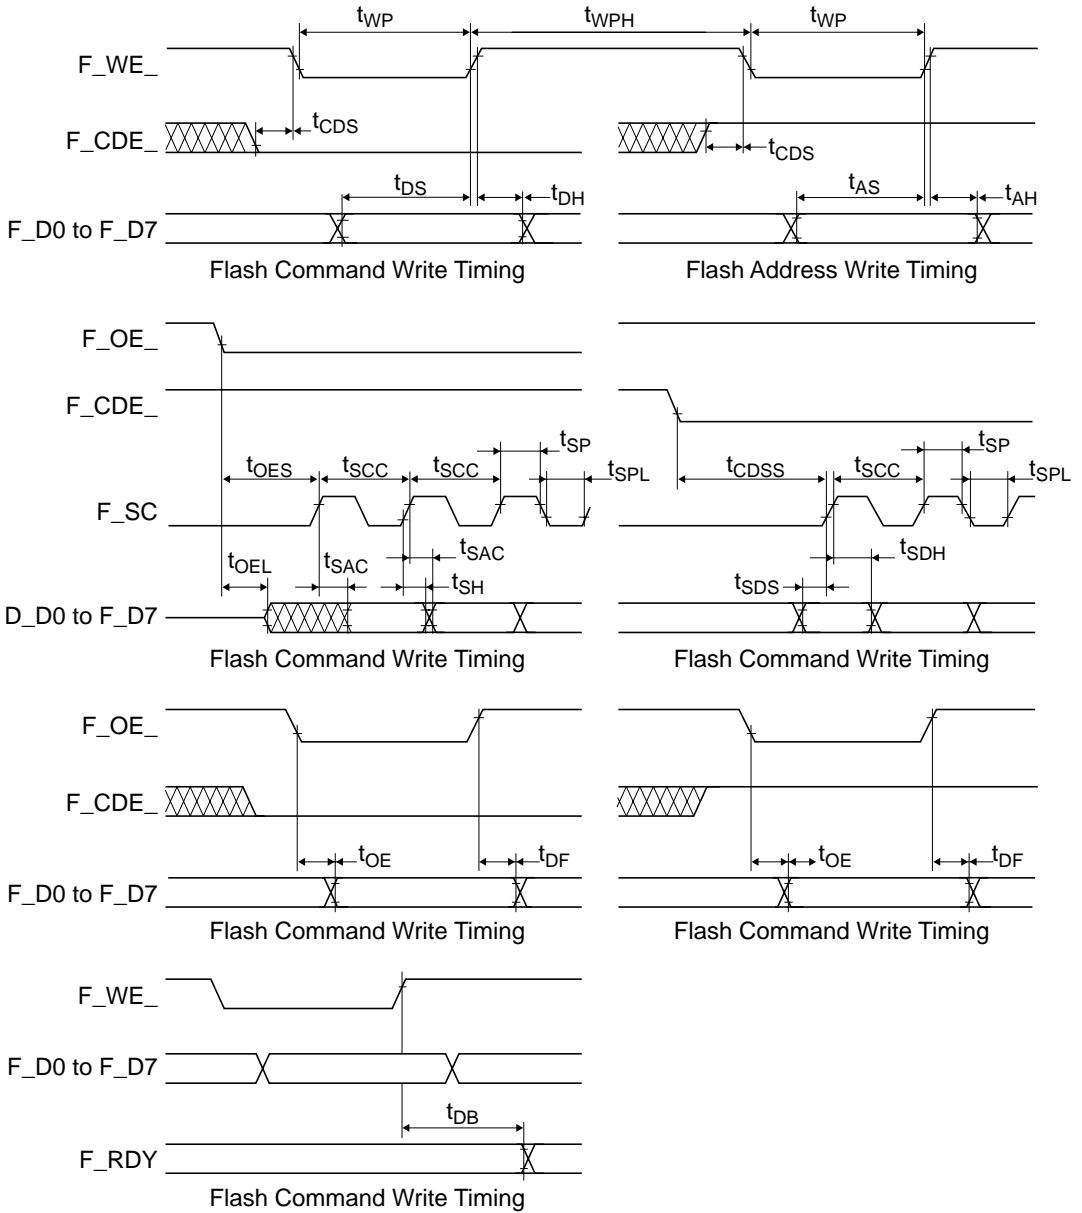 tWP tWPH tWP
F_WE_
tCDS
F_CDE_
tCDS
tDS tDH tAS tAH
F_D0 to F_D7
Flash Command Write Timing Flash Address Write Timing
F_OE_
F_CDE_
tSP tSP
tOES tSCC tSCC tSPL tCDSS tSCC tSPL
F_SC
tOEL tSAC tSAC tSDH
tSH tSDS
D_D0 to F_D7
Flash Command Write Timing Flash Command Write Timing
F_OE_
F_CDE_
tOE tDF tOE tDF
F_D0 to F_D7
Flash Command Write Timing Flash Command Write Timing
F_WE_
F_D0 to F_D7
tDB
F_RDY
Flash Command Write Timing